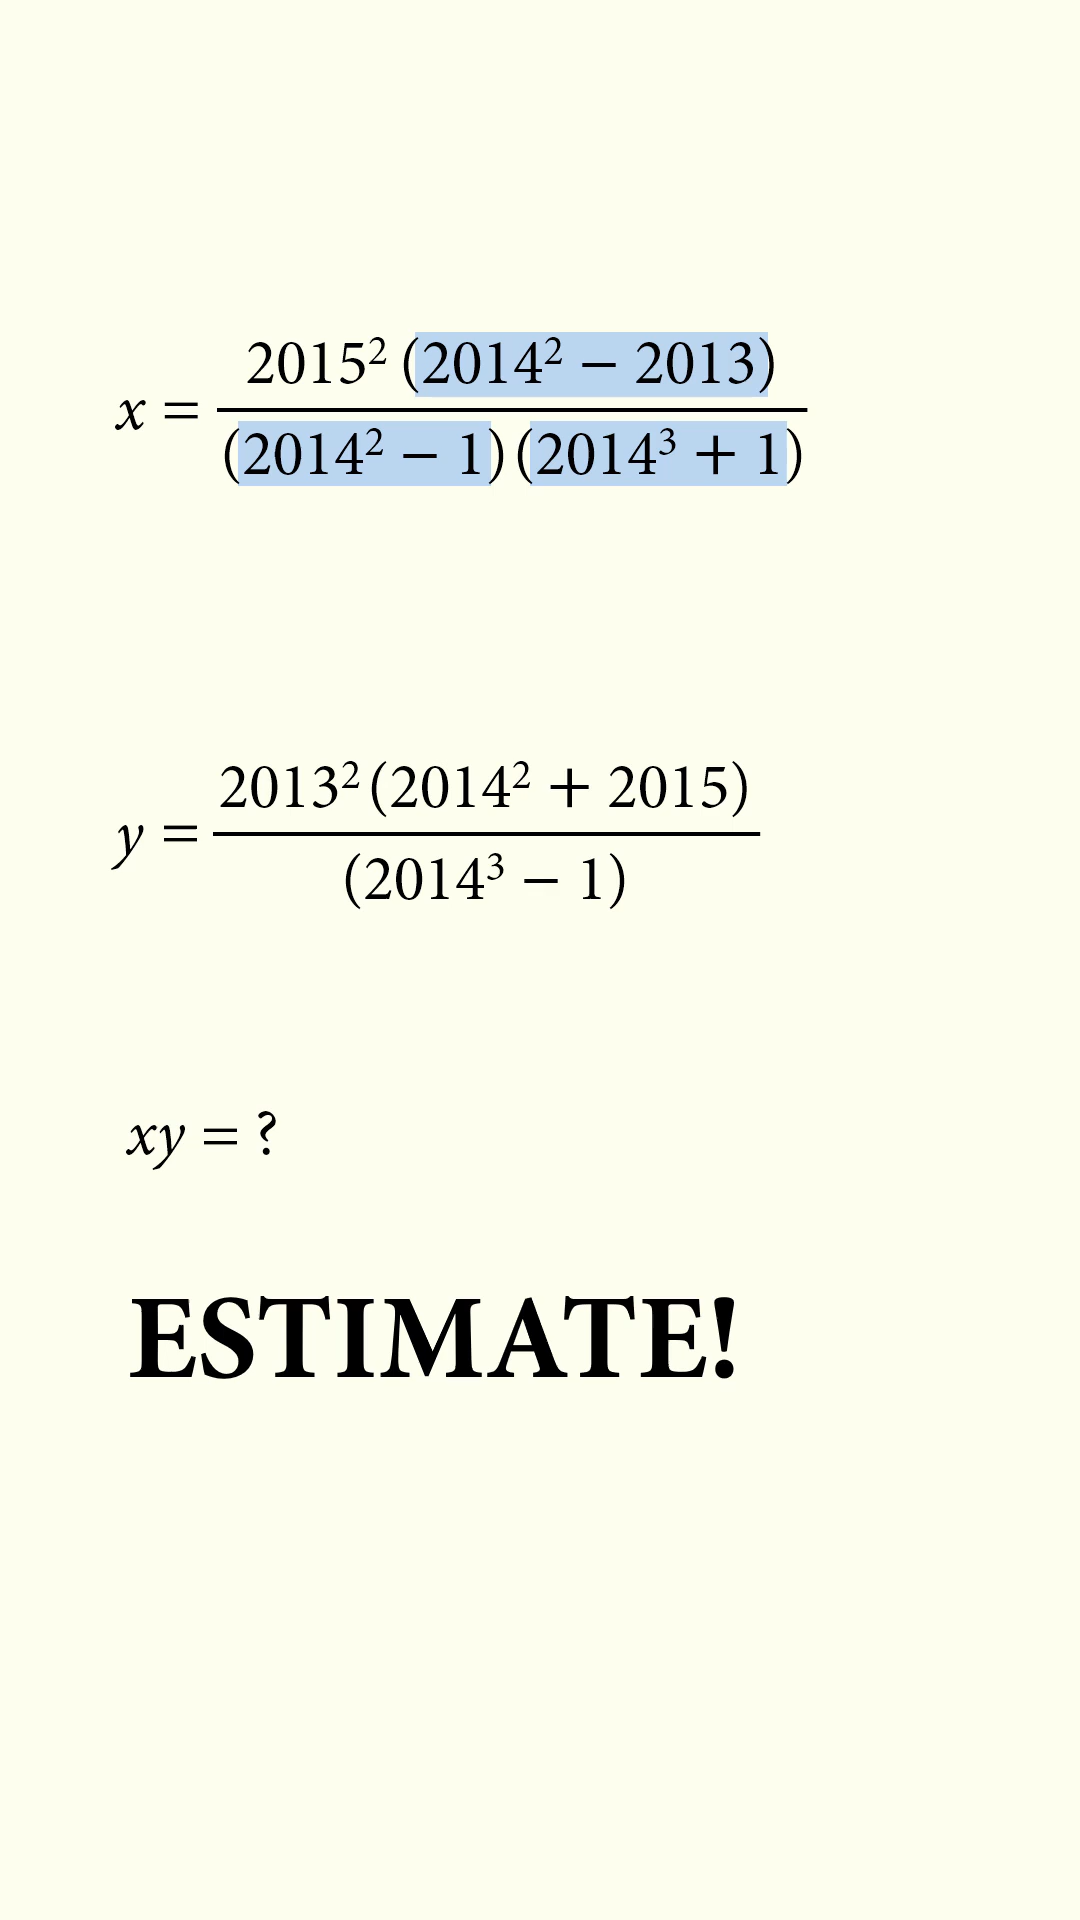 x = 2015² (2014² − 2013) / (2014² − 1) (2014³ + 1)
y = 2013² (2014² + 2015) / (2014³ − 1)
xy = ?
ESTIMATE!